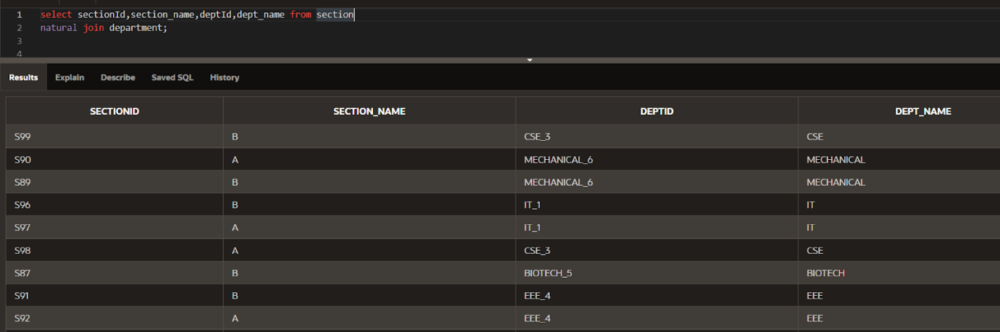 1 select sectionId,section_name,deptId,dept_name from section
2 natural join department;
3
4
Results Explain Describe Saved SQL History
SECTIONID SECTION_NAME DEPTID DEPT_NAME
S99 B CSE_3 CSE
S90 A MECHANICAL_6 MECHANICAL
S89 B MECHANICAL_6 MECHANICAL
S96 B IT_1 IT
S97 A IT_1 IT
S98 A CSE_3 CSE
S87 B BIOTECH_5 BIOTECH
S91 B EEE_4 EEE
S92 A EEE_4 EEE